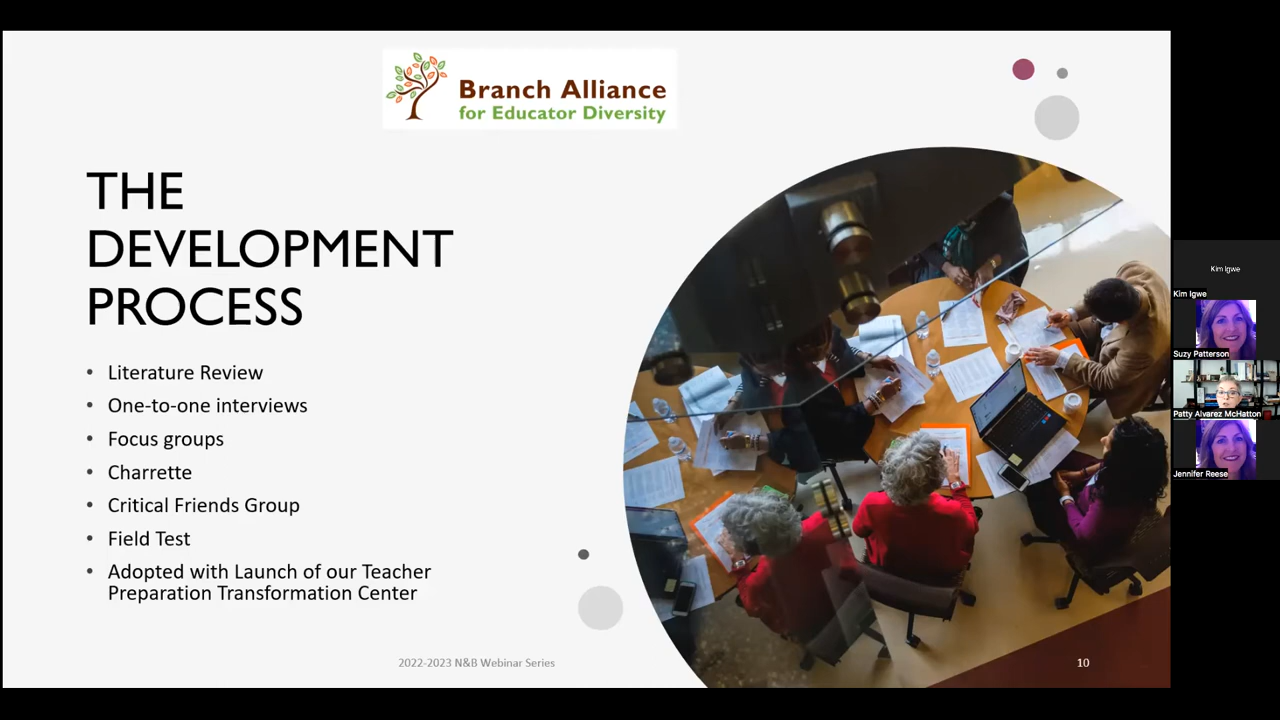 Branch Alliance
for Educator Diversity
THE
DEVELOPMENT
PROCESS
• Literature Review
• One-to-one interviews
• Focus groups
• Charrette
• Critical Friends Group
• Field Test
• Adopted with Launch of our Teacher
Preparation Transformation Center
2022-2023 N&B Webinar Series
10
Kim Igwe
Kim Igwe
Suzy Patterson
Patty Alvarez McHatton
Jennifer Reese